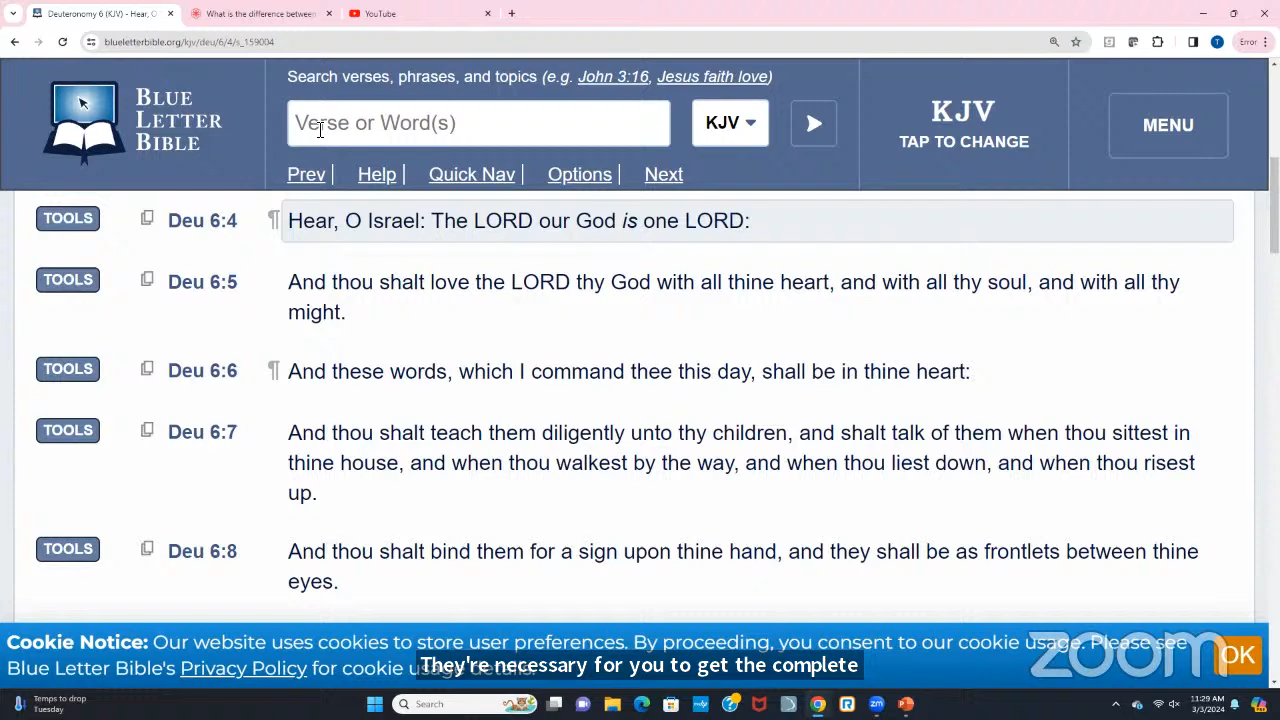 Deuteronomy 6 (KJV) - Hear, O
What is the difference between
YouTube
blueletterbible.org/kjv/deu/6/4/s_159004
Error
Search verses, phrases, and topics (e.g. John 3:16, Jesus faith love)
BLUE
LETTER
BIBLE
Verse or Word(s)
KJV
KJV
TAP TO CHANGE
MENU
Prev | Help | Quick Nav | Options | Next
TOOLS Deu 6:4 ¶ Hear, O Israel: The LORD our God is one LORD:
TOOLS Deu 6:5 And thou shalt love the LORD thy God with all thine heart, and with all thy soul, and with all thy
might.
TOOLS Deu 6:6 ¶ And these words, which I command thee this day, shall be in thine heart:
TOOLS Deu 6:7 And thou shalt teach them diligently unto thy children, and shalt talk of them when thou sittest in
thine house, and when thou walkest by the way, and when thou liest down, and when thou risest
up.
TOOLS Deu 6:8 And thou shalt bind them for a sign upon thine hand, and they shall be as frontlets between thine
eyes.
Cookie Notice: Our website uses cookies to store user preferences. By proceeding, you consent to our cookie usage. Please see
Blue Letter Bible's Privacy Policy for cookie usage details.
OK
They're necessary for you to get the complete
zoom
Temps to drop
Tuesday
Search
11:29 AM
3/3/2024